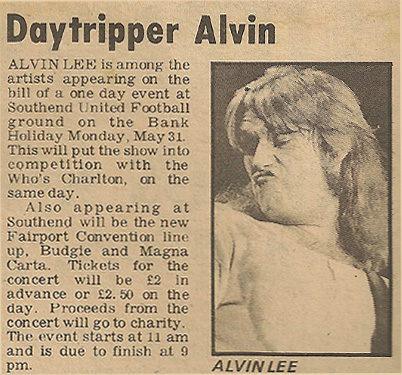 Daytripper Alvin
ALVIN LEE is among the
artists appearing on the
bill of a one day event at
Southend United Football
ground on the Bank
Holiday Monday, May 31.
This will put the show into
competition with the
Who's Charlton, on the
same day.
Also appearing at
Southend will be the new
Fairport Convention line
up, Budgie and Magna
Carta. Tickets for the
concert will be £2 in
advance or £2.50 on the
day. Proceeds from the
concert will go to charity.
The event starts at 11 am
and is due to finish at 9
pm.
ALVIN LEE